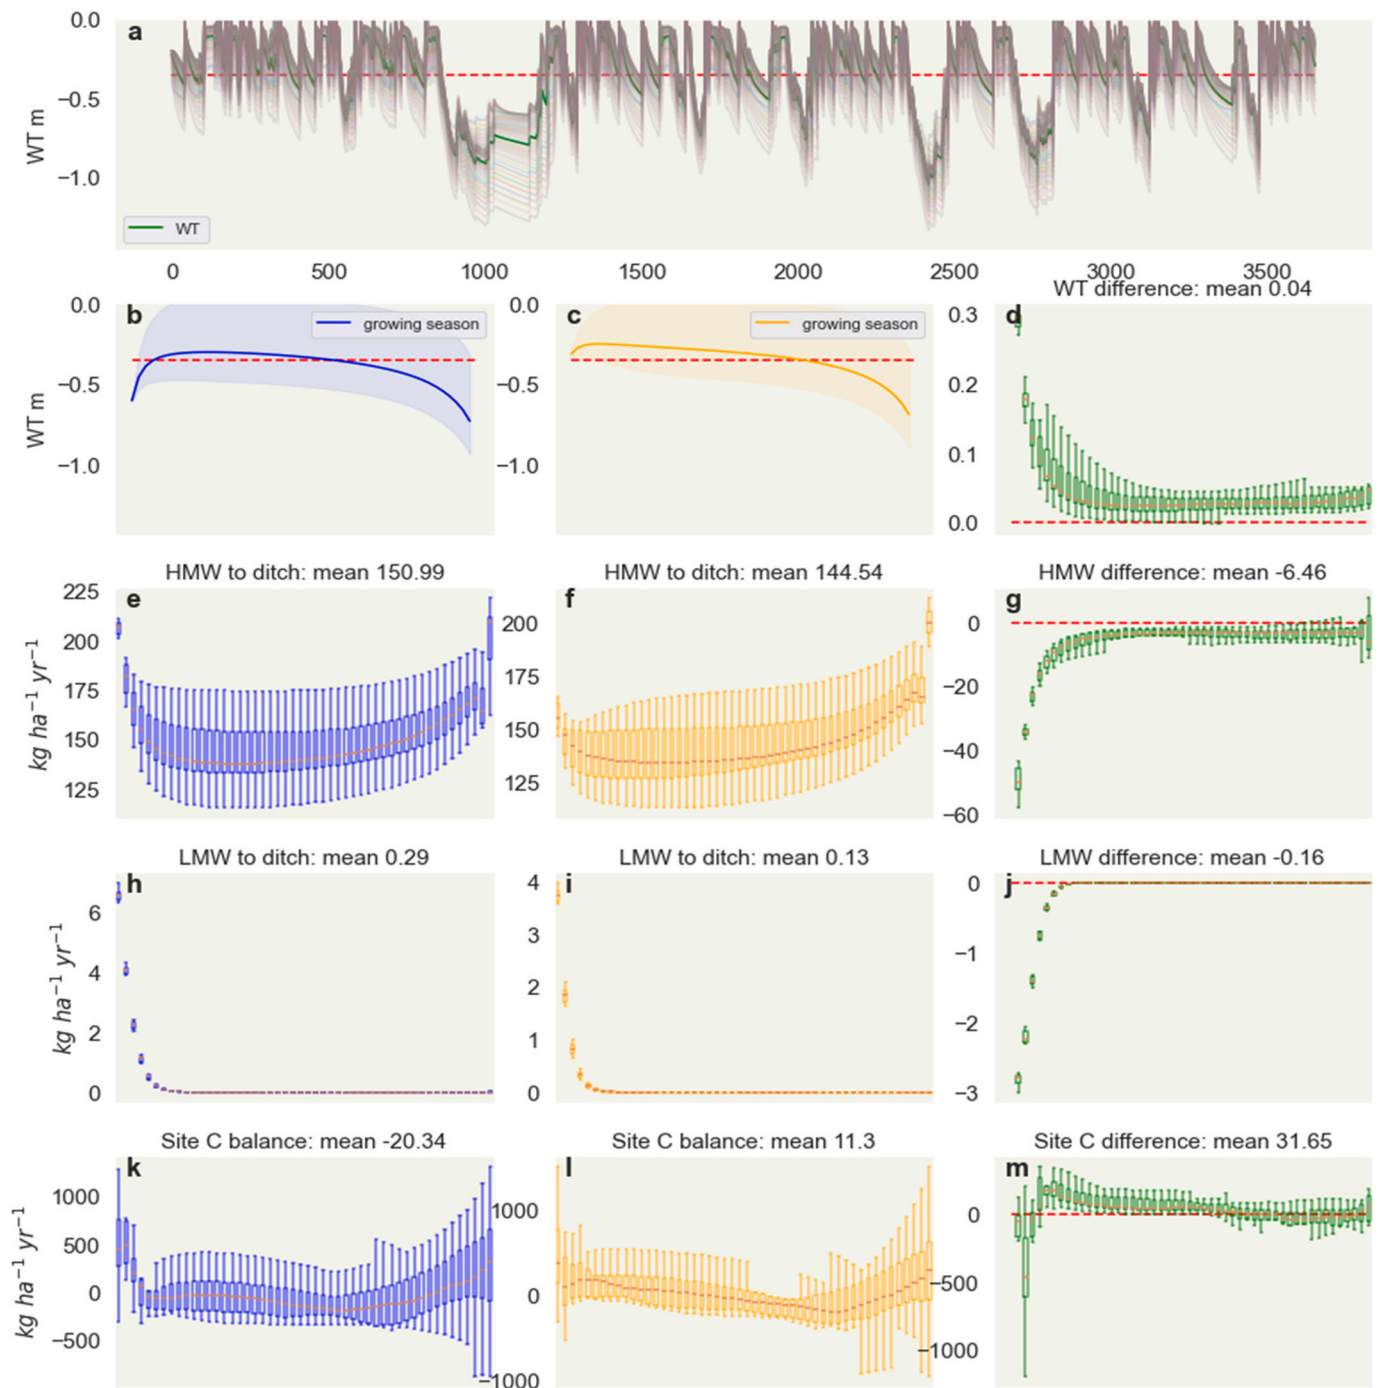 a
0.0
−0.5
−1.0
WT m
WT
0 500 1000 1500 2000 2500 3000 3500
WT difference: mean 0.04
b
growing season
0.0
−0.5
−1.0
WT m
c
growing season
0.0
−0.5
−1.0
d
0.3
0.2
0.1
0.0
HMW to ditch: mean 150.99
e
225
200
175
150
125
kg ha⁻¹ yr⁻¹
HMW to ditch: mean 144.54
f
200
175
150
125
HMW difference: mean -6.46
g
0
−20
−40
−60
LMW to ditch: mean 0.29
h
6
4
2
0
kg ha⁻¹ yr⁻¹
LMW to ditch: mean 0.13
i
4
3
2
1
0
LMW difference: mean -0.16
j
0
−1
−2
−3
Site C balance: mean -20.34
k
1000
500
0
−500
kg ha⁻¹ yr⁻¹
Site C balance: mean 11.3
l
1000
0
−1000
Site C difference: mean 31.65
m
0
−500
−1000